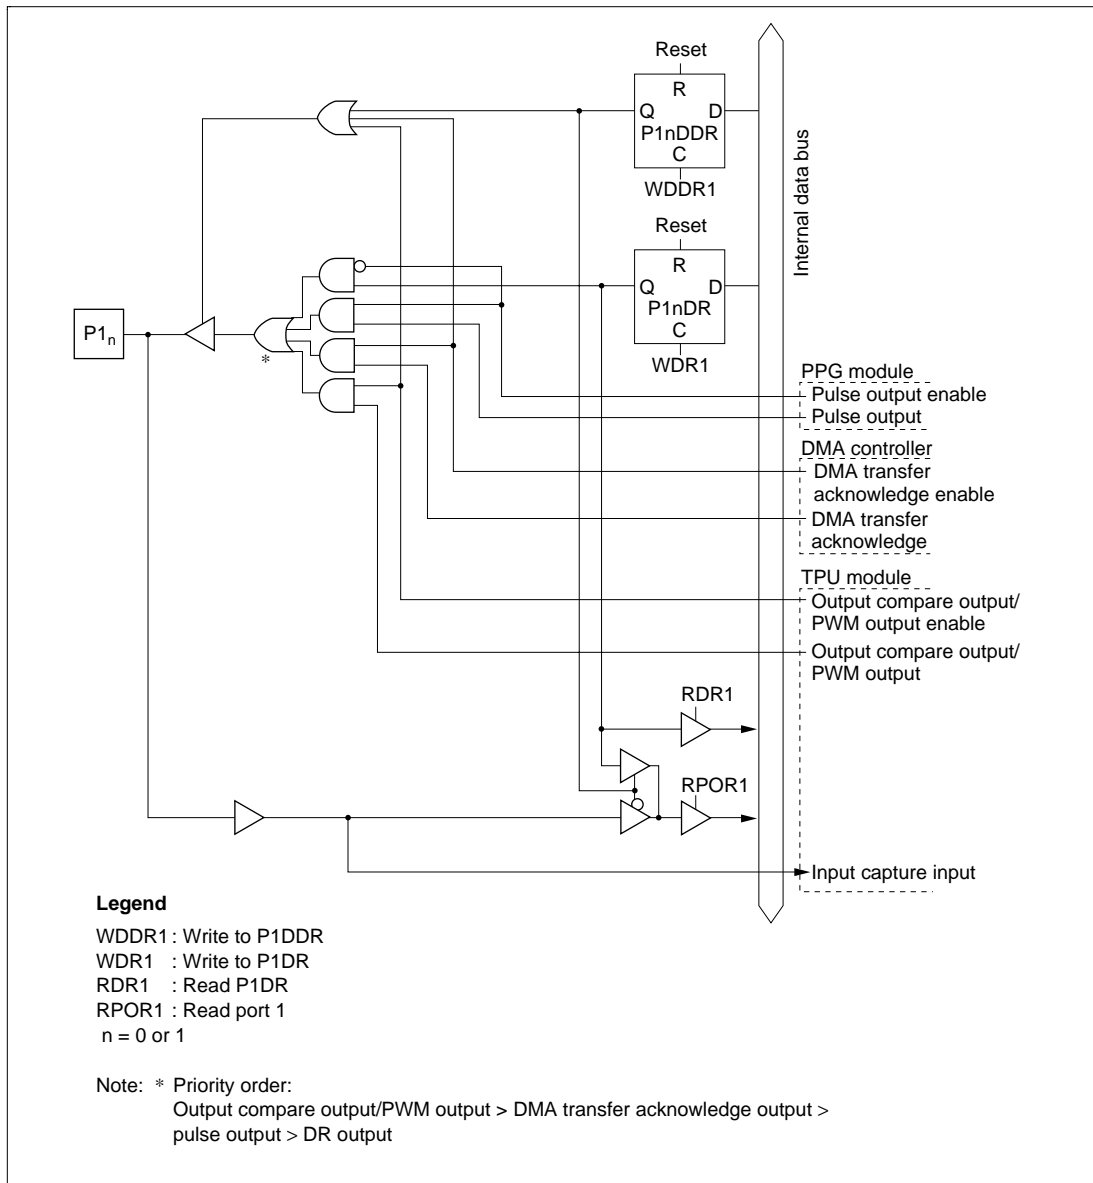 Reset
R
Q D
P1nDDR
C
WDDR1
Internal data bus
Reset
R
Q D
P1nDR
C
WDR1
P1n
*
PPG module
Pulse output enable
Pulse output
DMA controller
DMA transfer
acknowledge enable
DMA transfer
acknowledge
TPU module
Output compare output/
PWM output enable
Output compare output/
PWM output
RDR1
RPOR1
Input capture input
Legend
WDDR1 : Write to P1DDR
WDR1 : Write to P1DR
RDR1 : Read P1DR
RPOR1 : Read port 1
n = 0 or 1
Note: * Priority order:
Output compare output/PWM output > DMA transfer acknowledge output >
pulse output > DR output